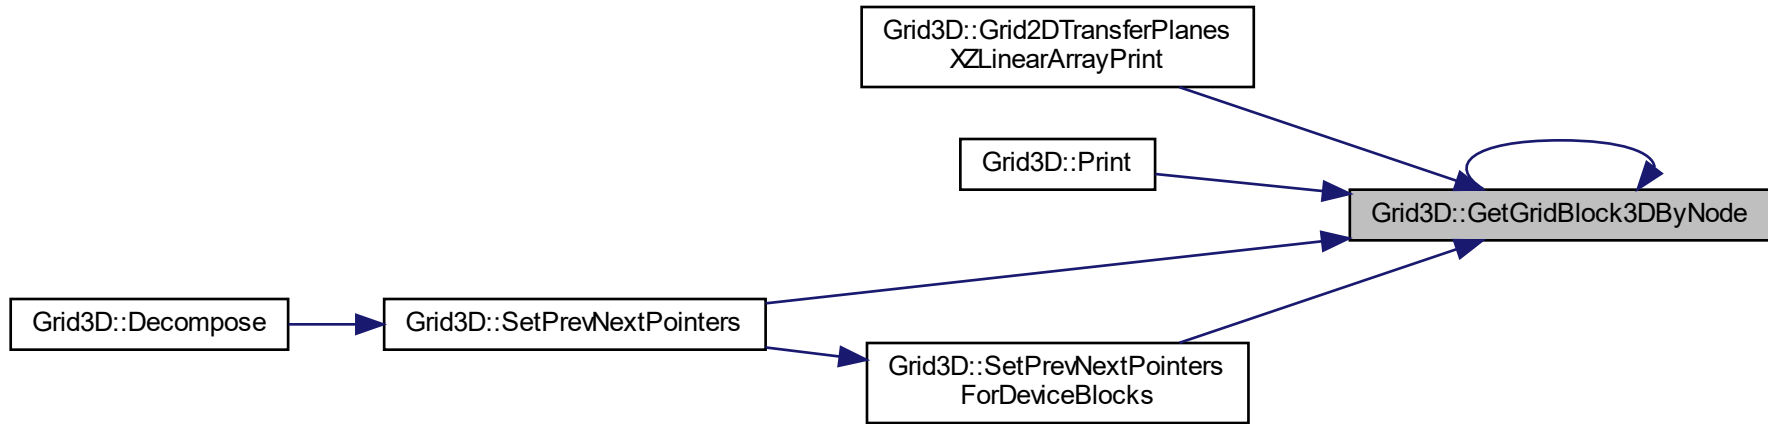 Grid3D::Grid2DTransferPlanes
XZLinearArrayPrint
Grid3D::Print
Grid3D::GetGridBlock3DByNode
Grid3D::Decompose
Grid3D::SetPrevNextPointers
Grid3D::SetPrevNextPointers
ForDeviceBlocks